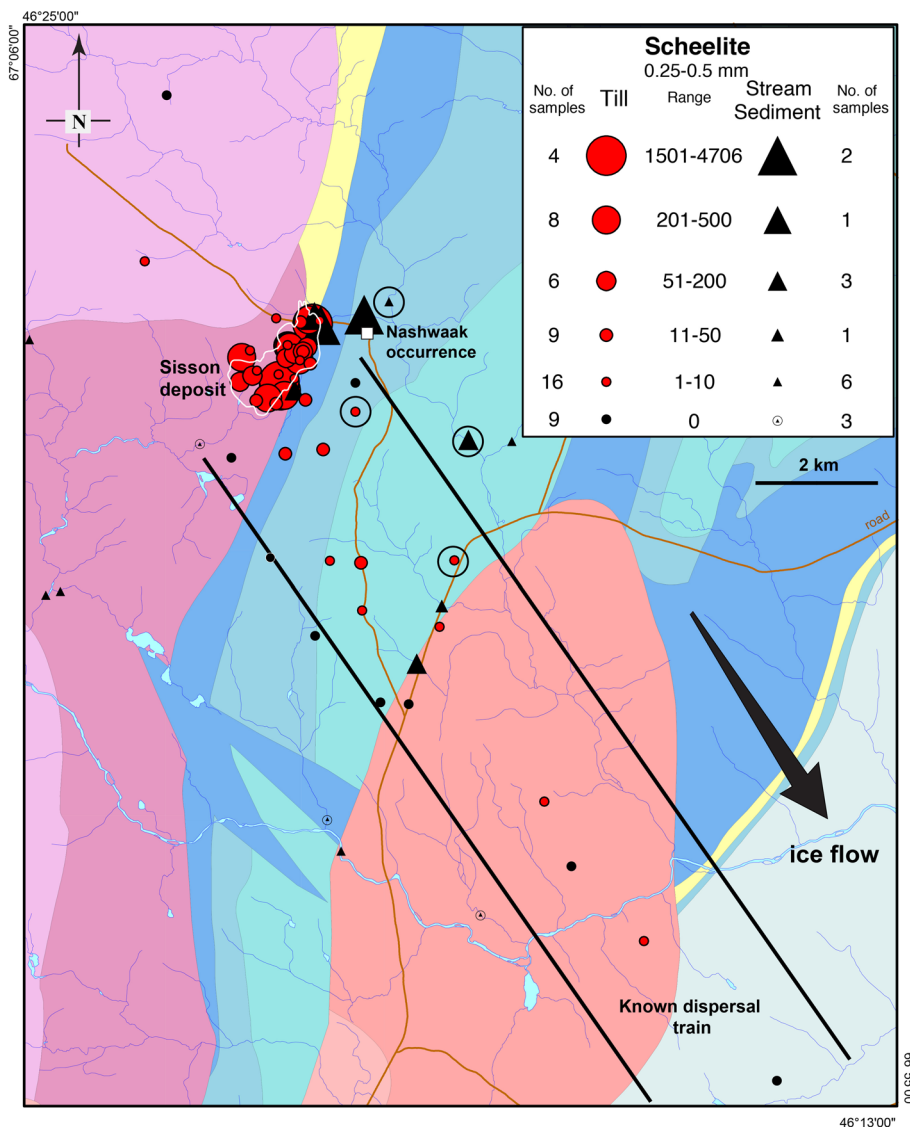 46°25'00"
67°06'00"
N
Scheelite
0.25-0.5 mm
No. of samples Till Range Stream Sediment No. of samples
4 1501-4706 2
8 201-500 1
6 51-200 3
9 11-50 1
16 1-10 6
9 0 3
Nashwaak
occurrence
Sisson
deposit
2 km
road
ice flow
Known dispersal
train
46°13'00"